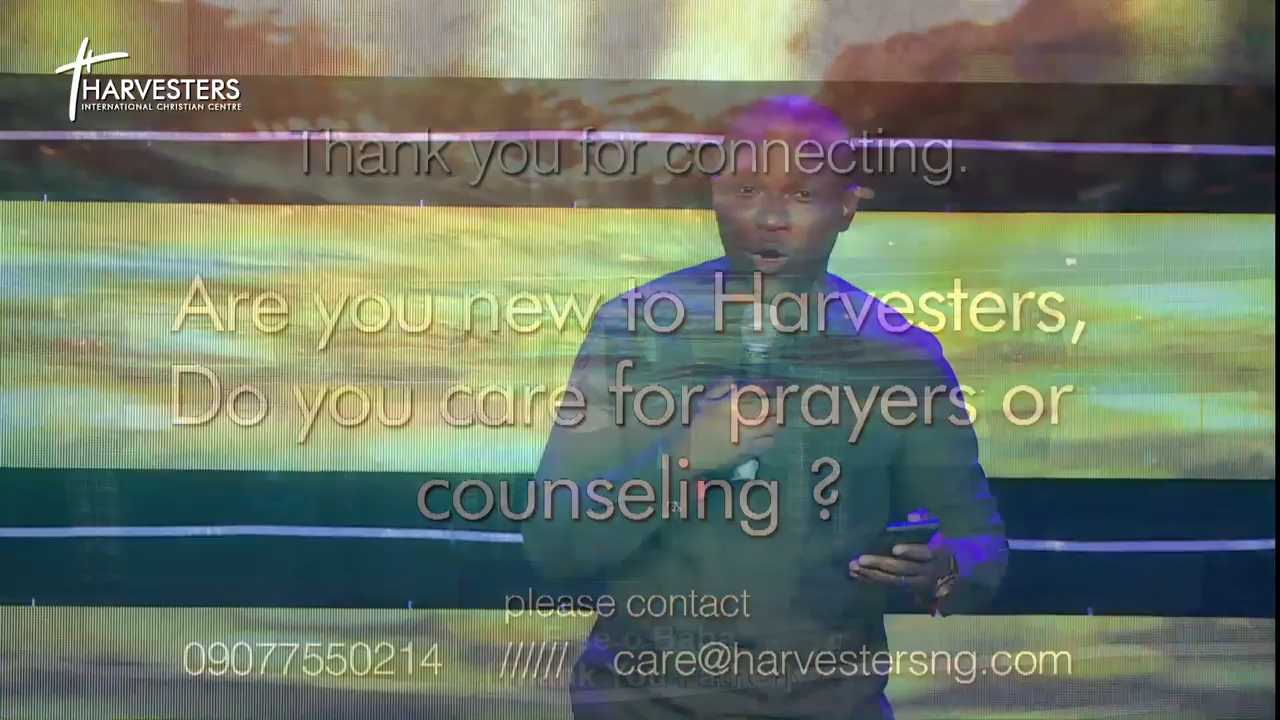 HARVESTERS
INTERNATIONAL CHRISTIAN CENTRE
Thank you for connecting.
Are you new to Harvesters,
Do you care for prayers or
counseling ?
please contact
09077550214 ////// care@harvestersng.com